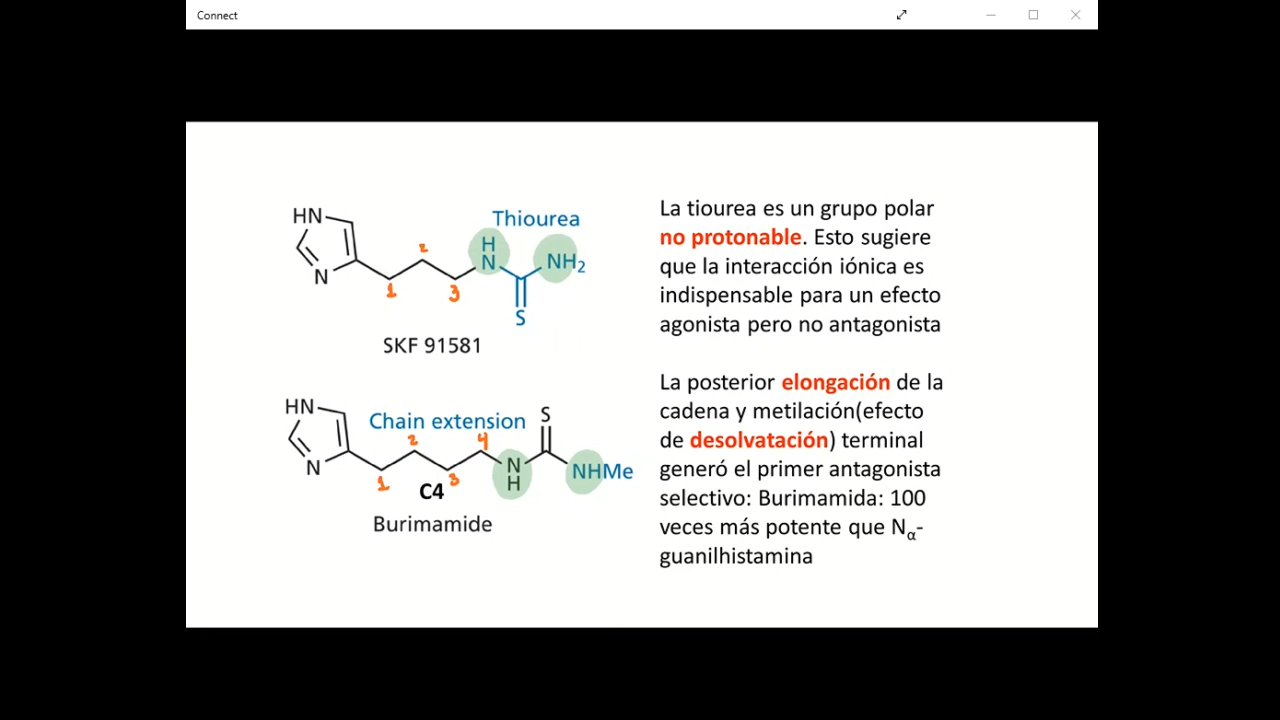 Connect
HN
N
1
2
3
H
N
Thiourea
NH2
S
SKF 91581
La tiourea es un grupo polar
no protonable. Esto sugiere
que la interacción iónica es
indispensable para un efecto
agonista pero no antagonista
HN
N
Chain extension
1
2
3
4
C4
N
H
S
NHMe
Burimamide
La posterior elongación de la
cadena y metilación(efecto
de desolvatación) terminal
generó el primer antagonista
selectivo: Burimamida: 100
veces más potente que Nα-
guanilhistamina